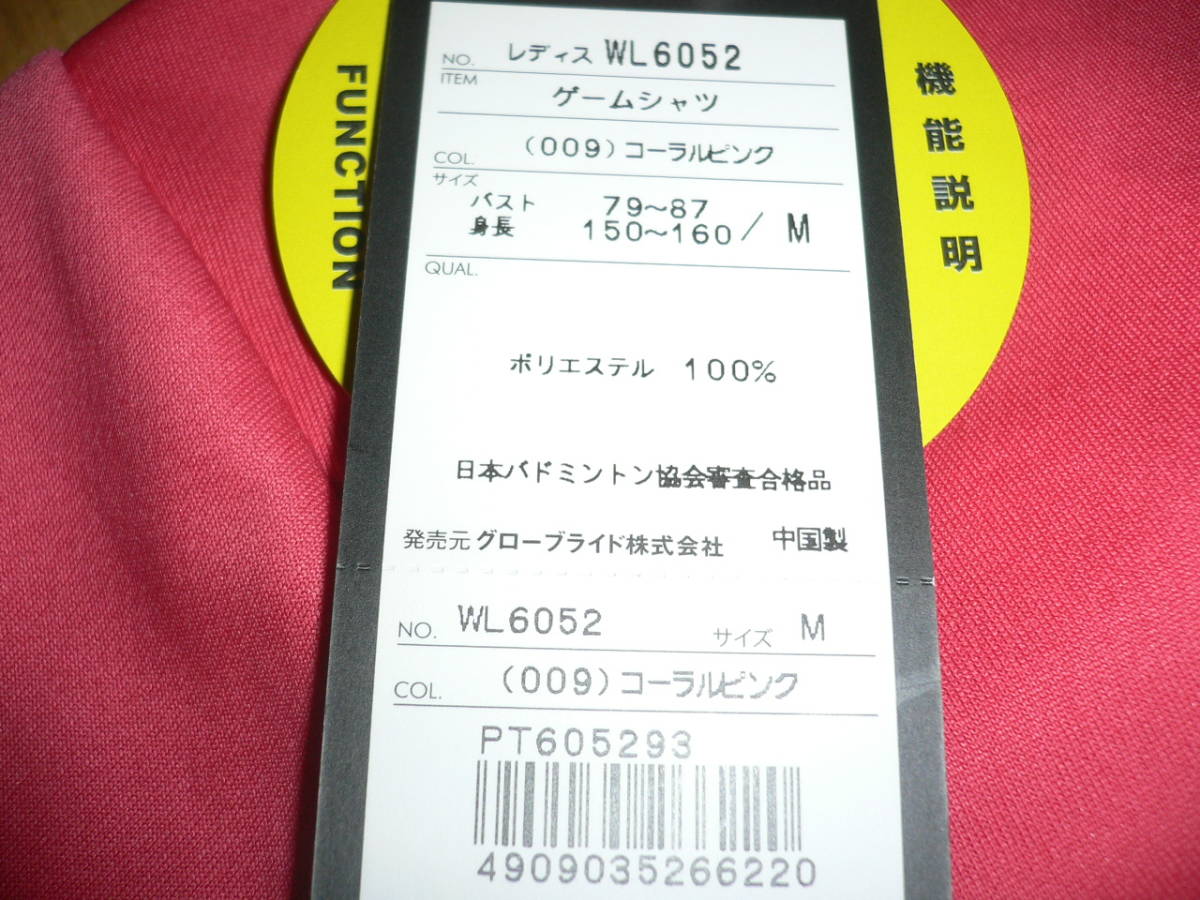 FUNCTION
機能説明
NO. レディス WL6052
ITEM
ゲームシャツ
COL. (009)コーラルピンク
サイズ
バスト 79~87
身長 150~160/ M
QUAL.
ポリエステル 100%
日本バドミントン協会審査合格品
発売元 グローブライド株式会社 中国製
NO. WL6052 サイズ M
COL. (009)コーラルピンク
PT605293
4909035266220